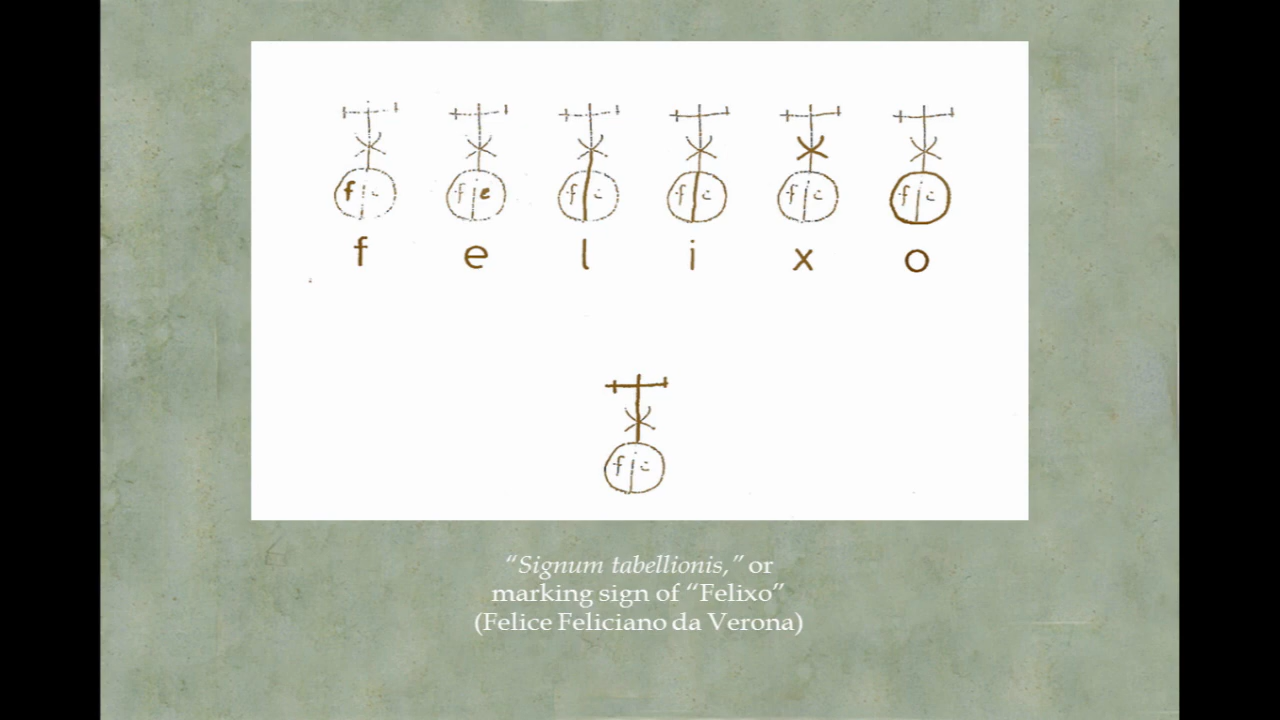 f e l i x o
“Signum tabellionis,” or
marking sign of “Felixo”
(Felice Feliciano da Verona)